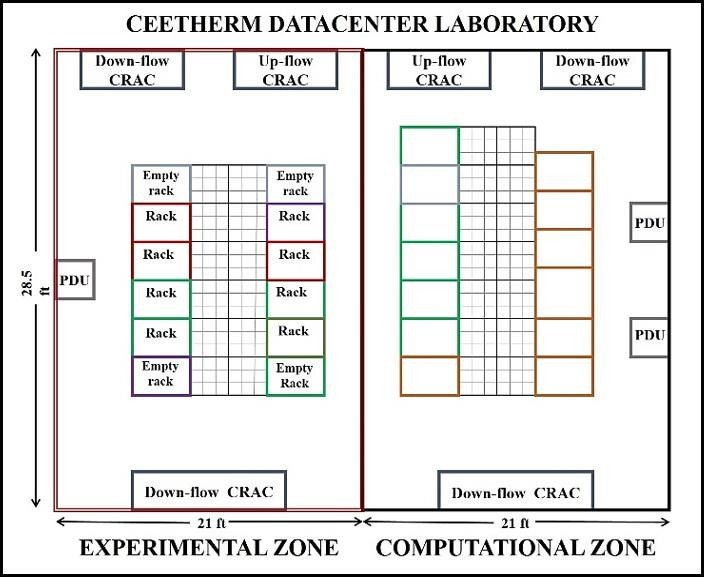 CEETHERM DATACENTER LABORATORY
Down-flow
CRAC
Up-flow
CRAC
Up-flow
CRAC
Down-flow
CRAC
Empty
rack
Empty
rack
Rack
Rack
PDU
Rack
Rack
PDU
28.5
ft
Rack
Rack
Rack
Rack
PDU
Empty
rack
Empty
Rack
Down-flow CRAC
Down-flow CRAC
21 ft
21 ft
EXPERIMENTAL ZONE
COMPUTATIONAL ZONE